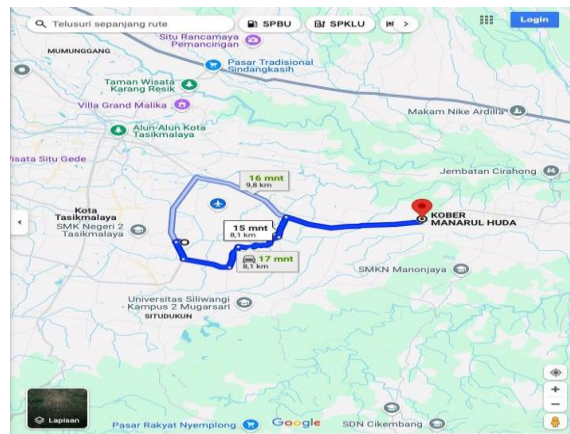 Telusuri sepanjang rute
SPBU
SPKLU
Login
Situ Rancamaya
Pemancingan
MUMUNGGANG
Pasar Tradisional
Sindangkasih
Taman Wisata
Karang Resik
Villa Grand Malika
Makam Nike Ardilla
Alun-Alun Kota
Tasikmalaya
Wisata Situ Gede
Jembatan Cirahong
16 mnt
9,8 km
Kota
Tasikmalaya
SMK Negeri 2
Tasikmalaya
KOBER
MANARUL HUDA
15 mnt
8,1 km
17 mnt
8,1 km
SMKN Manonjaya
Universitas Siliwangi
- Kampus 2 Mugarsari
SITUDUKUN
Lapisan
Pasar Rakyat Nyemplong
Google
SDN Cikembang